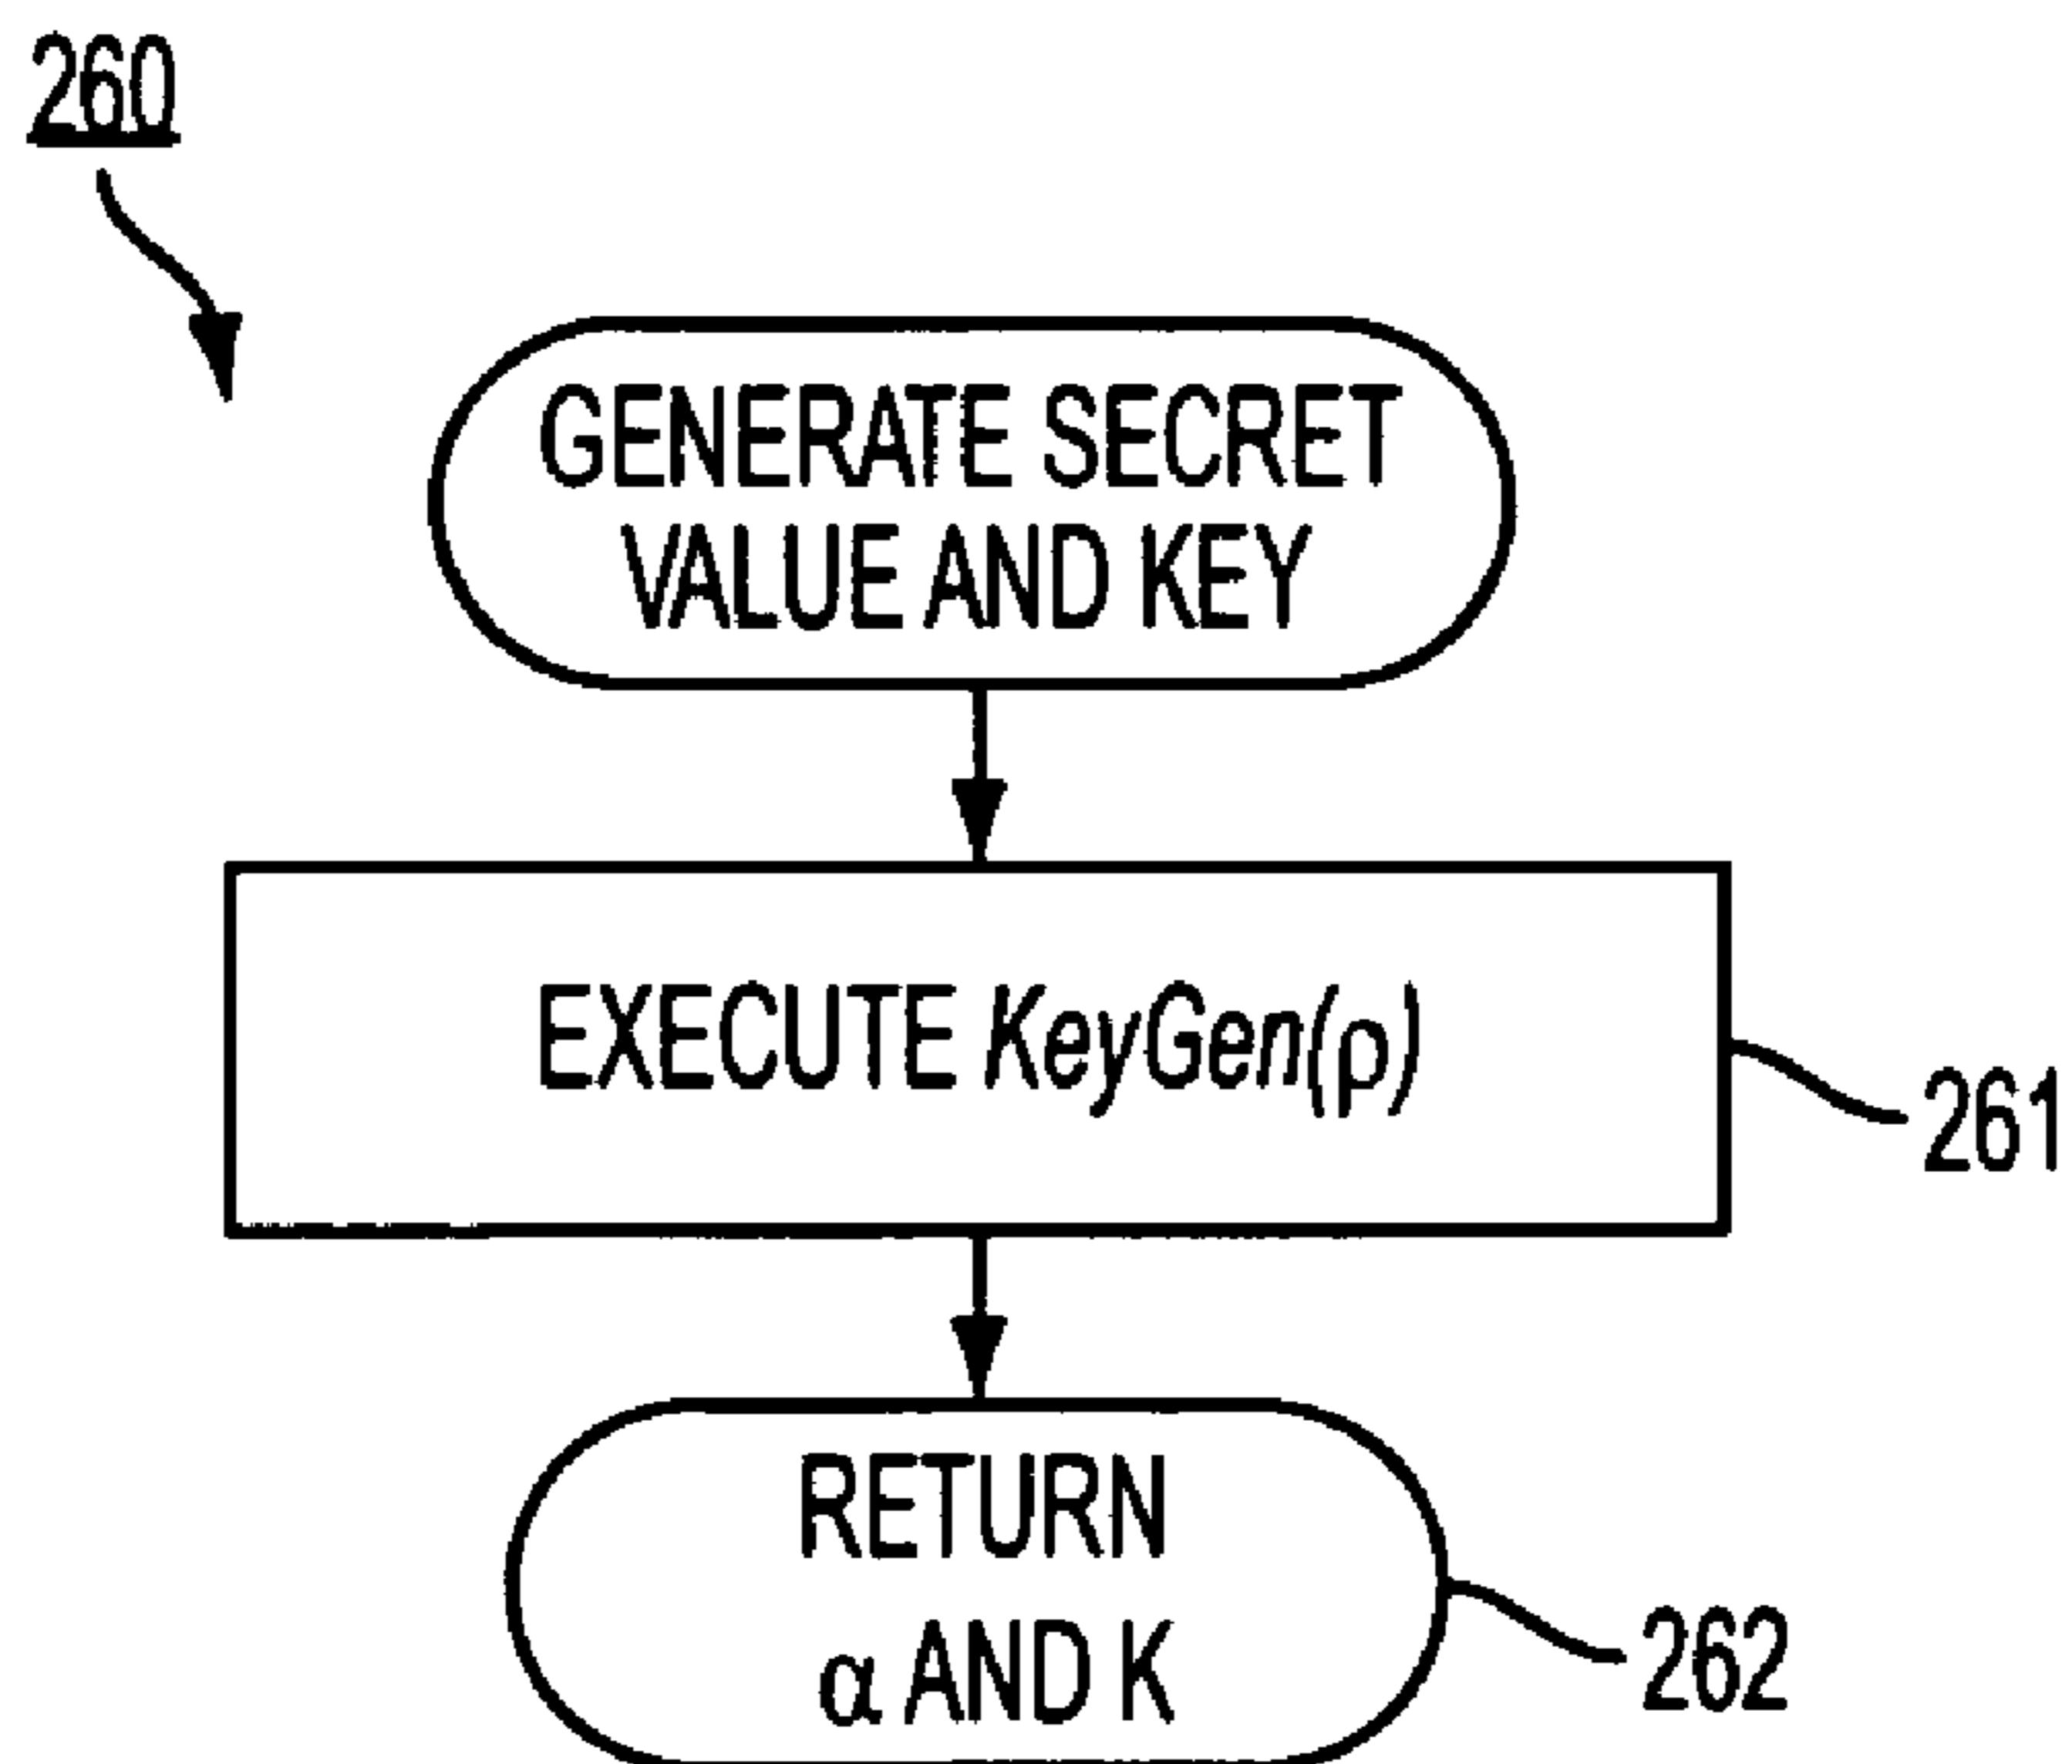 260
GENERATE SECRET
VALUE AND KEY
EXECUTE KeyGen(ρ)
261
RETURN
α AND K
262